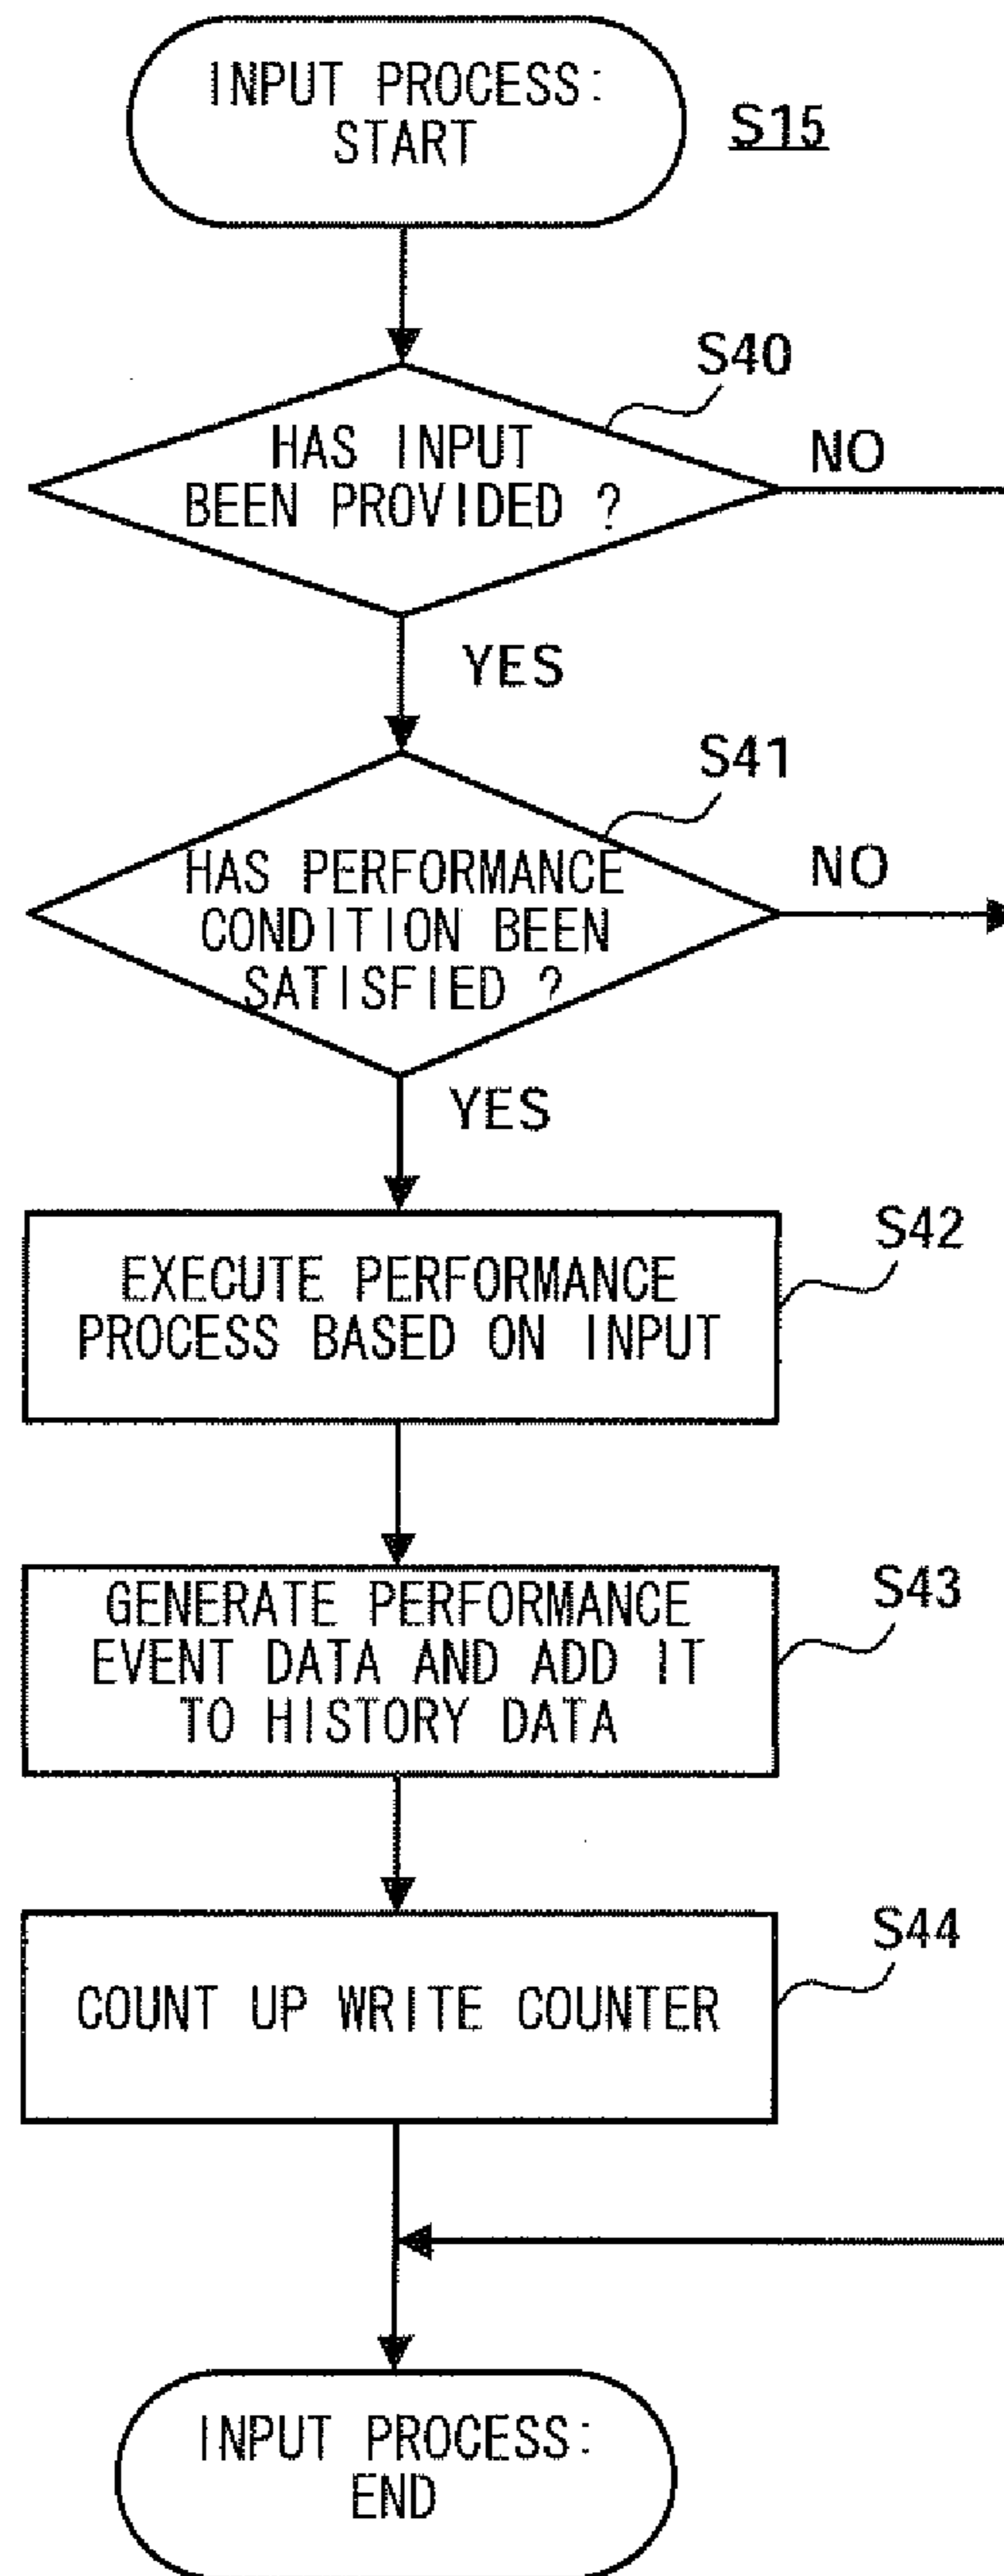 INPUT PROCESS:
START
S15
S40
HAS INPUT
BEEN PROVIDED ?
NO
YES
S41
HAS PERFORMANCE
CONDITION BEEN
SATISFIED ?
NO
YES
S42
EXECUTE PERFORMANCE
PROCESS BASED ON INPUT
S43
GENERATE PERFORMANCE
EVENT DATA AND ADD IT
TO HISTORY DATA
S44
COUNT UP WRITE COUNTER
INPUT PROCESS:
END